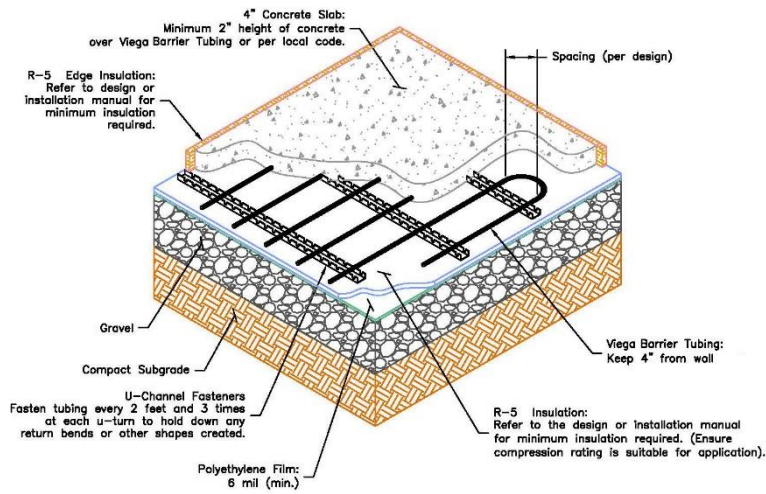 4" Concrete Slab:
Minimum 2" height of concrete
over Viega Barrier Tubing or per local code.
Spacing (per design)
R-5 Edge Insulation:
Refer to design or
installation manual for
minimum insulation
required.
Gravel
Compact Subgrade
U-Channel Fasteners
Fasten tubing every 2 feet and 3 times
at each u-turn to hold down any
return bends or other shapes created.
Polyethylene Film:
6 mil (min.)
Viega Barrier Tubing:
Keep 4" from wall
R-5 Insulation:
Refer to the design or installation manual
for minimum insulation required. (Ensure
compression rating is suitable for application).